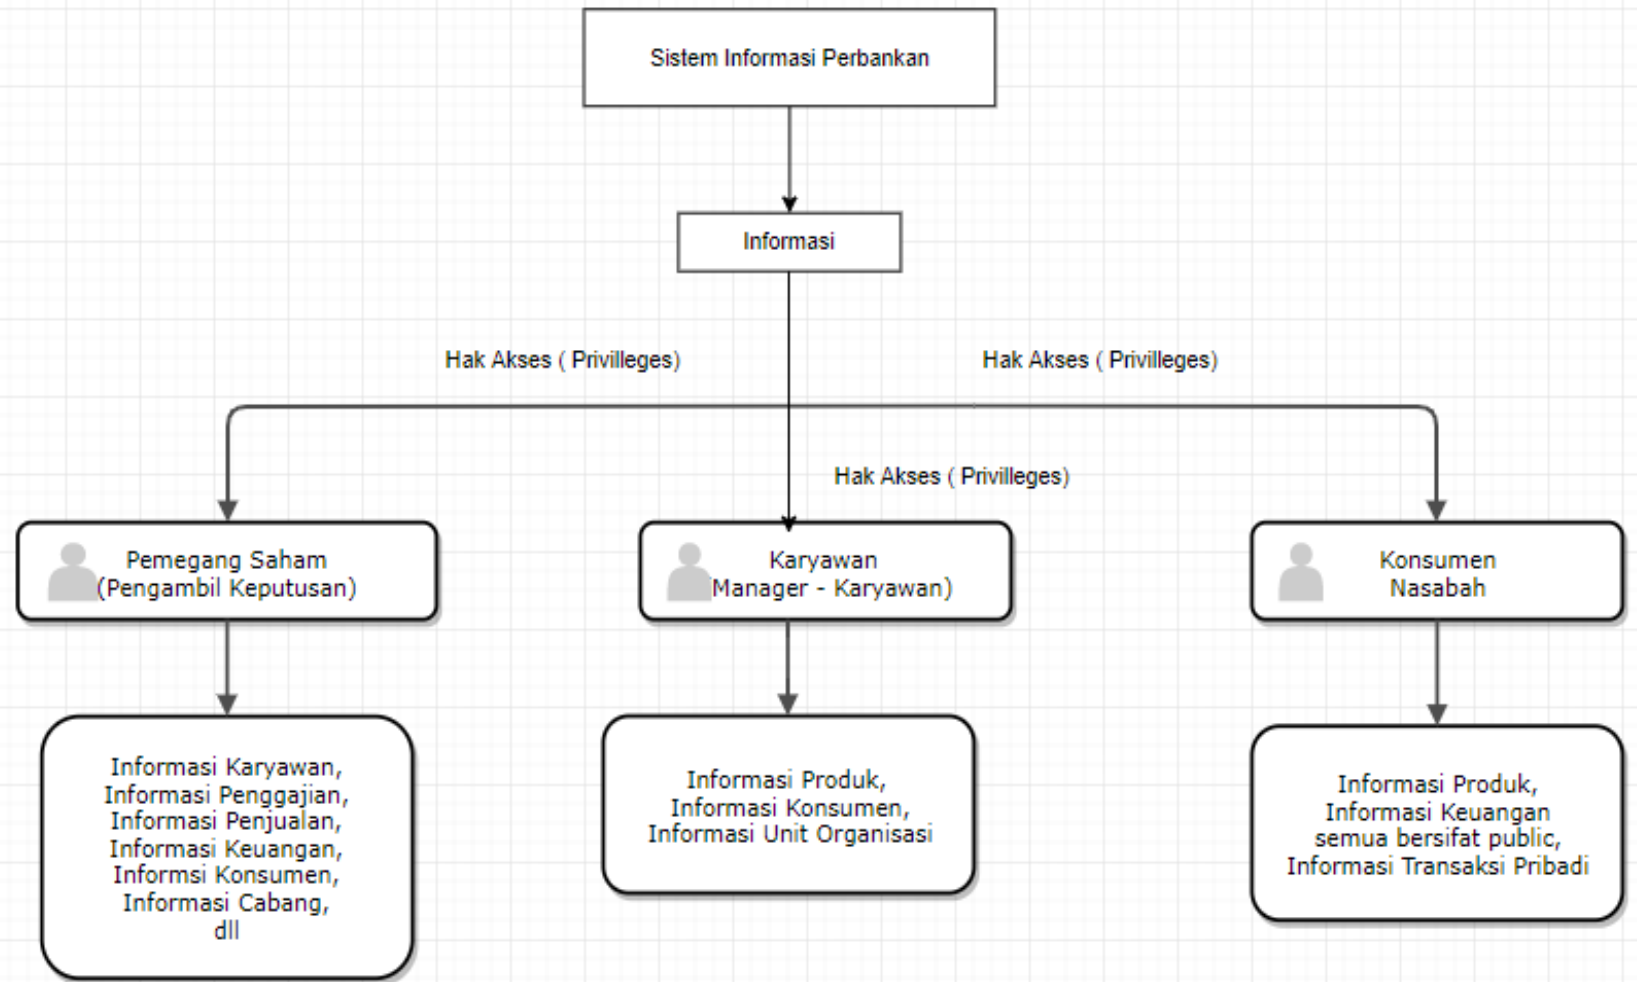 Sistem Informasi Perbankan
Informasi
Hak Akses ( Privilleges)
Hak Akses ( Privilleges)
Hak Akses ( Privilleges)
Pemegang Saham
(Pengambil Keputusan)
Karyawan
(Manager - Karyawan)
Konsumen
Nasabah
Informasi Karyawan,
Informasi Penggajian,
Informasi Penjualan,
Informasi Keuangan,
Informsi Konsumen,
Informasi Cabang,
dll
Informasi Produk,
Informasi Konsumen,
Informasi Unit Organisasi
Informasi Produk,
Informasi Keuangan
semua bersifat public,
Informasi Transaksi Pribadi